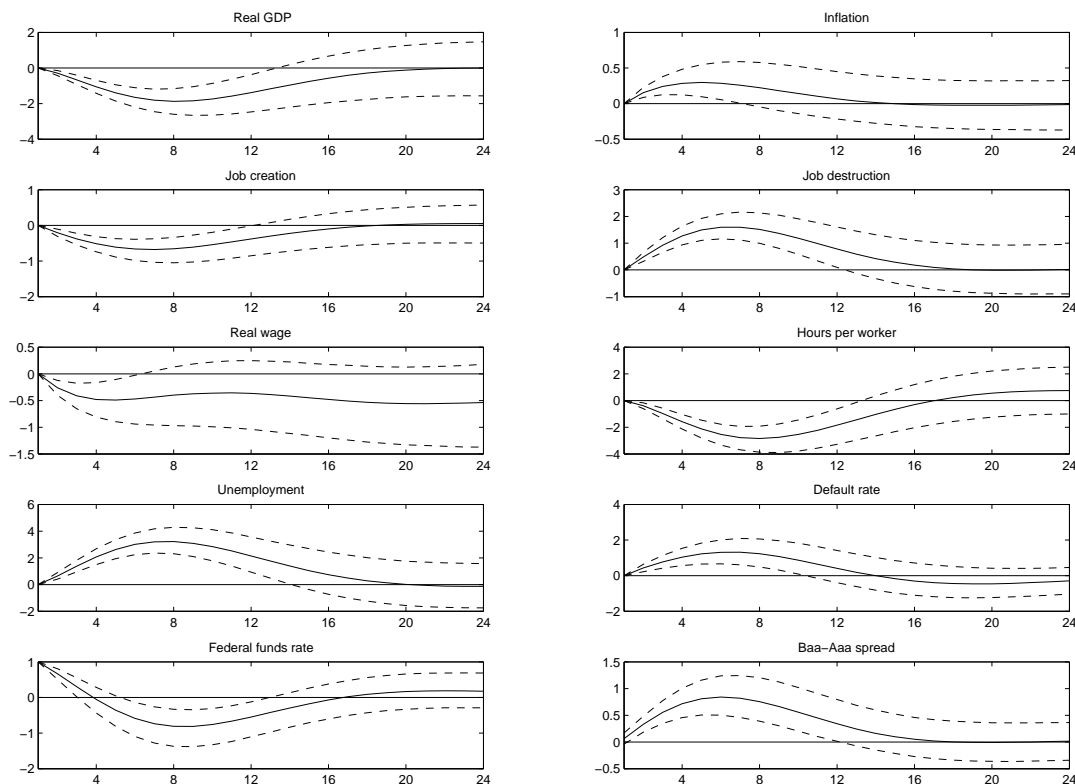 Real GDP
2
0
−2
−4
4 8 12 16 20 24
Inflation
1
0.5
0
−0.5
4 8 12 16 20 24
Job creation
1
0
−1
−2
4 8 12 16 20 24
Job destruction
3
2
1
0
−1
4 8 12 16 20 24
Real wage
0.5
0
−0.5
−1
−1.5
4 8 12 16 20 24
Hours per worker
4
2
0
−2
−4
4 8 12 16 20 24
Unemployment
6
4
2
0
−2
4 8 12 16 20 24
Default rate
4
2
0
−2
4 8 12 16 20 24
Federal funds rate
1
0
−1
−2
4 8 12 16 20 24
Baa−Aaa spread
1.5
1
0.5
0
−0.5
4 8 12 16 20 24